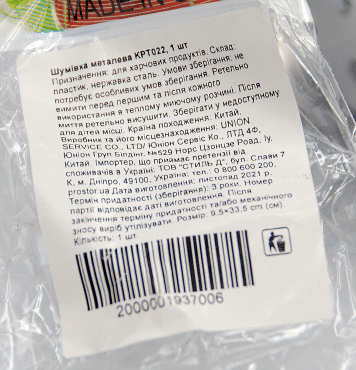 MADE IN
Шумівка металева КРТ022, 1 шт
Призначення: для харчових продуктів. Склад:
пластик, нержавка сталь. Умови зберігання: не
потребує особливих умов зберігання. Ретельно
вимити перед першим та після кожного
використання в теплому миючому розчині. Після
миття ретельно висушити. Зберігати у недоступному
для дітей місці. Країна походження: Китай.
Виробник та його місцезнаходження: UNION
SERVICE CO., LTD/ Юніон Сервіс Ко., ЛТД 4Ф,
Юніон Груп Білдінг, №629 Норс Цзонцзе Роад, Іу,
Китай. Імпортер, що приймає претензії від
споживачів в Україні: ТОВ "СТИЛЬ Д", бул. Слави 7
К, м. Дніпро, 49100, Україна, тел.: 0 800 600 200,
prostor.ua Дата виготовлення: листопад 2021 р.
Термін придатності (зберігання): 3 роки. Номер
партії відповідає даті виготовлення. Після
закінчення терміну придатності та/або механічного
зносу виріб утилізувати. Розмір: 9,5×33,5 (см).
Кількість: 1 шт
2000001937006